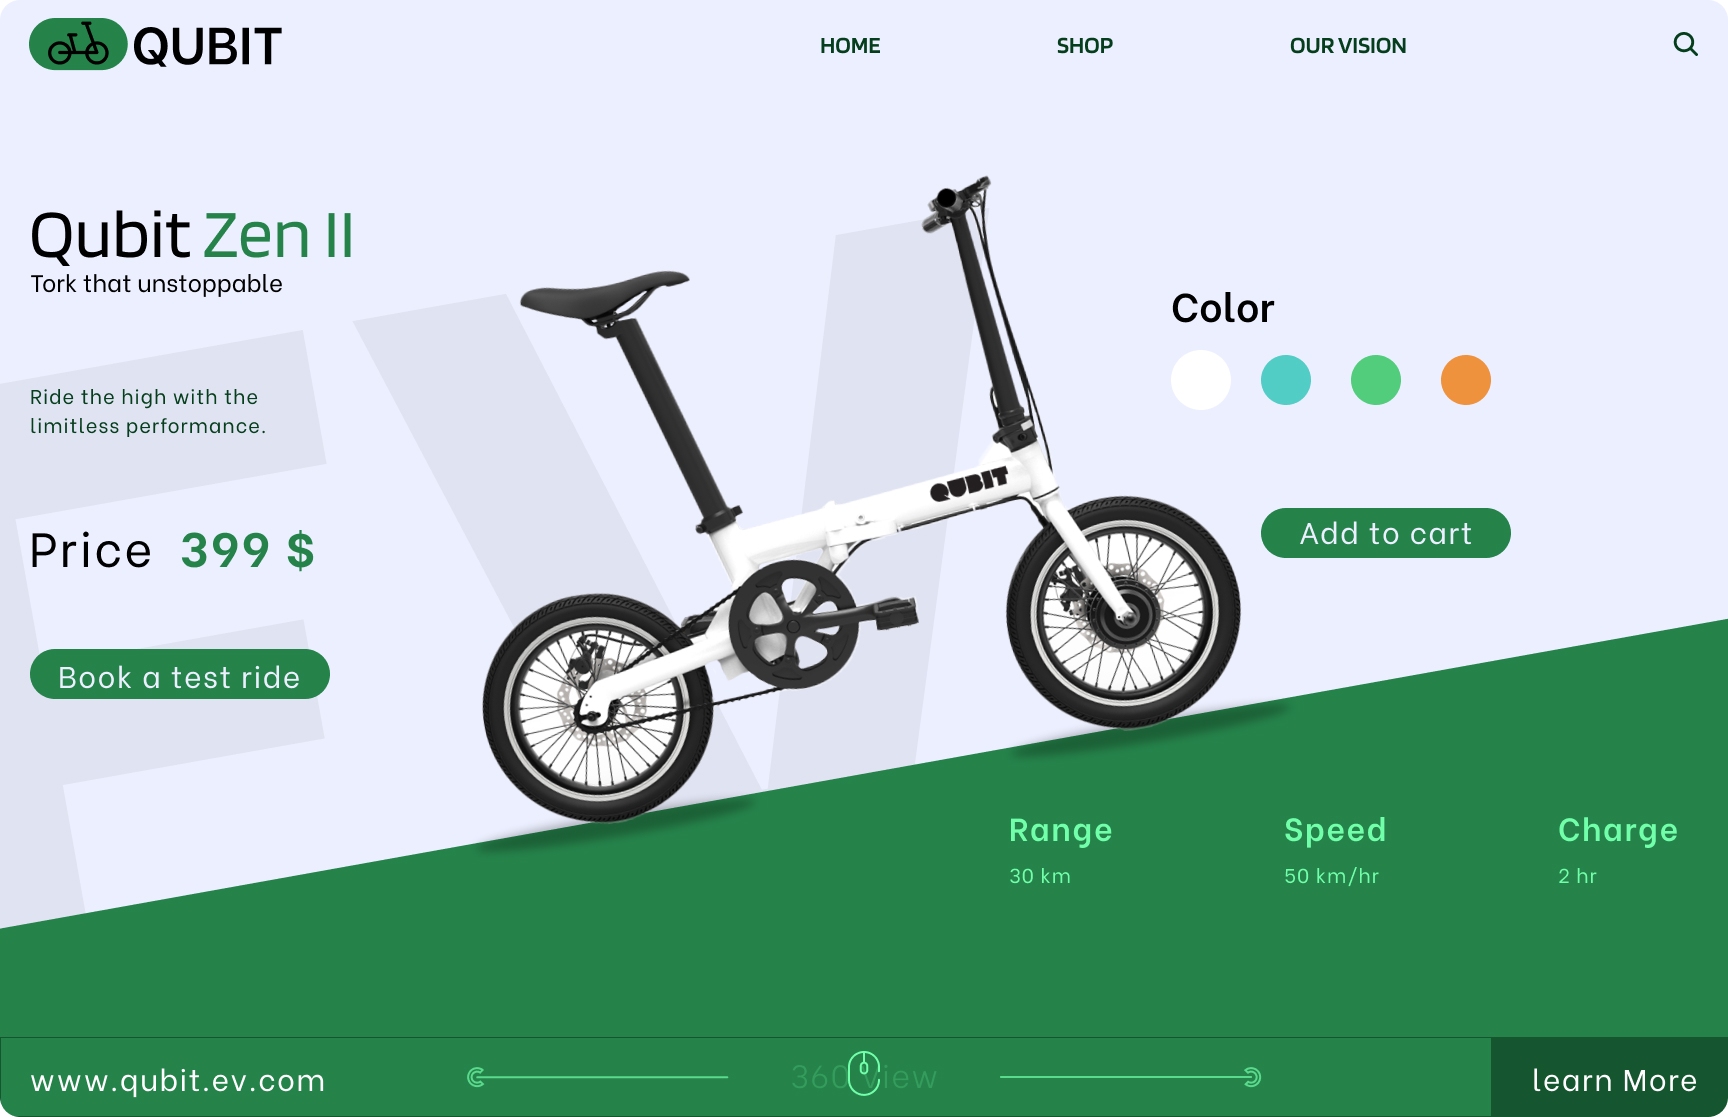 QUBIT
HOME
SHOP
OUR VISION
Qubit Zen II
Tork that unstoppable
Ride the high with the
limitless performance.
Price 399 $
Book a test ride
EV
QUBIT
Color
Add to cart
Range
30 km
Speed
50 km/hr
Charge
2 hr
www.qubit.ev.com
360 view
learn More